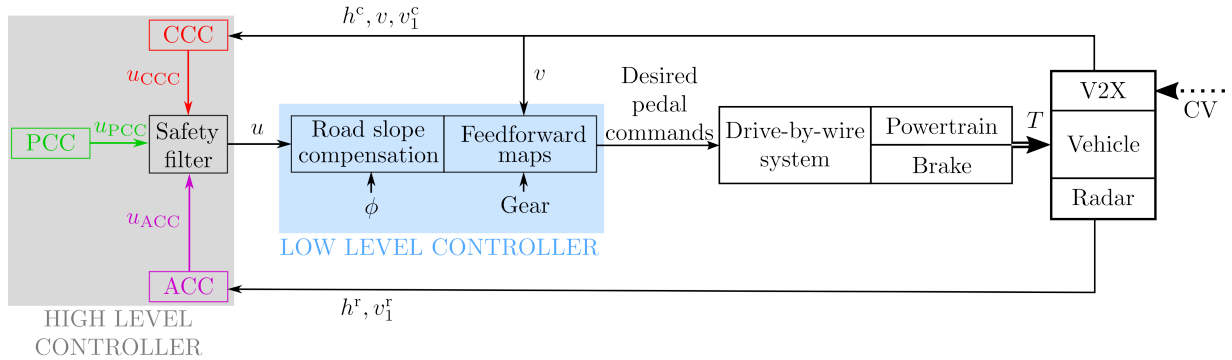 h^c, v, v_1^c
CCC
u_CCC
v
Desired
pedal
commands
V2X
CV
PCC
u_PCC
Safety
filter
u
Road slope
compensation
Feedforward
maps
Drive-by-wire
system
Powertrain
Brake
T
Vehicle
Radar
ϕ
Gear
u_ACC
LOW LEVEL CONTROLLER
ACC
h^r, v_1^r
HIGH LEVEL
CONTROLLER